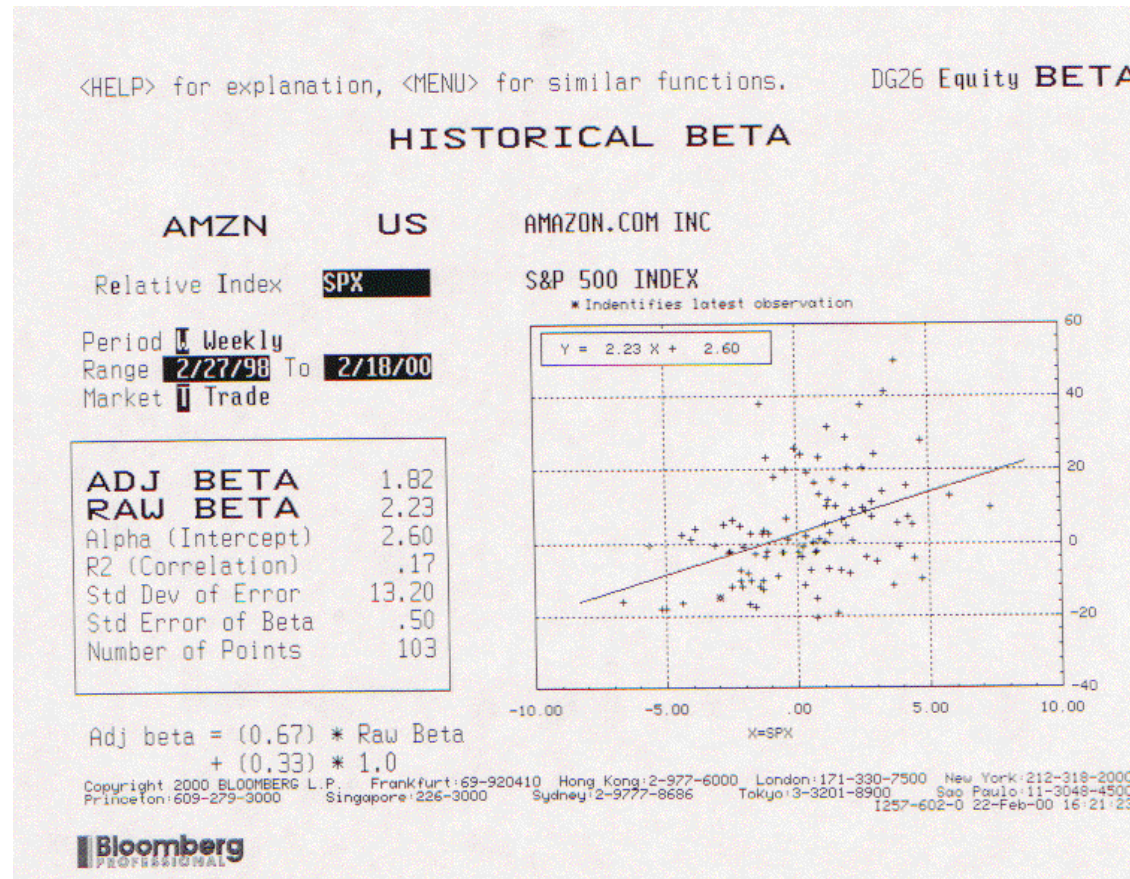 <HELP> for explanation, <MENU> for similar functions. DG26 Equity BETA
HISTORICAL BETA
AMZN US AMAZON.COM INC
Relative Index SPX S&P 500 INDEX
* Indentifies latest observation
Period W Weekly
Range 2/27/98 To 2/18/00
Market T Trade
Y = 2.23 X + 2.60
60
40
20
0
-20
-40
-10.00 -5.00 .00 5.00 10.00
X=SPX
ADJ BETA 1.82
RAW BETA 2.23
Alpha (Intercept) 2.60
R2 (Correlation) .17
Std Dev of Error 13.20
Std Error of Beta .50
Number of Points 103
Adj beta = (0.67) * Raw Beta
+ (0.33) * 1.0
Copyright 2000 BLOOMBERG L.P. Frankfurt:69-920410 Hong Kong:2-977-6000 London:171-330-7500 New York:212-318-2000
Princeton:609-279-3000 Singapore:226-3000 Sydney:2-9777-8686 Tokyo:3-3201-8900 Sao Paulo:11-3048-4500
I257-602-0 22-Feb-00 16:21:23
Bloomberg
PROFESSIONAL